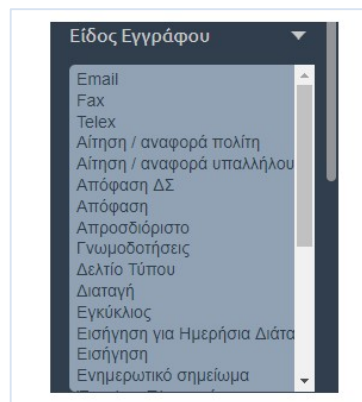 Είδος Εγγράφου
Email
Fax
Telex
Αίτηση / αναφορά πολίτη
Αίτηση / αναφορά υπαλλήλου
Απόφαση ΔΣ
Απόφαση
Απροσδιόριστο
Γνωμοδοτήσεις
Δελτίο Τύπου
Διαταγή
Εγκύκλιος
Εισήγηση για Ημερήσια Διάτα
Εισήγηση
Ενημερωτικό σημείωμα